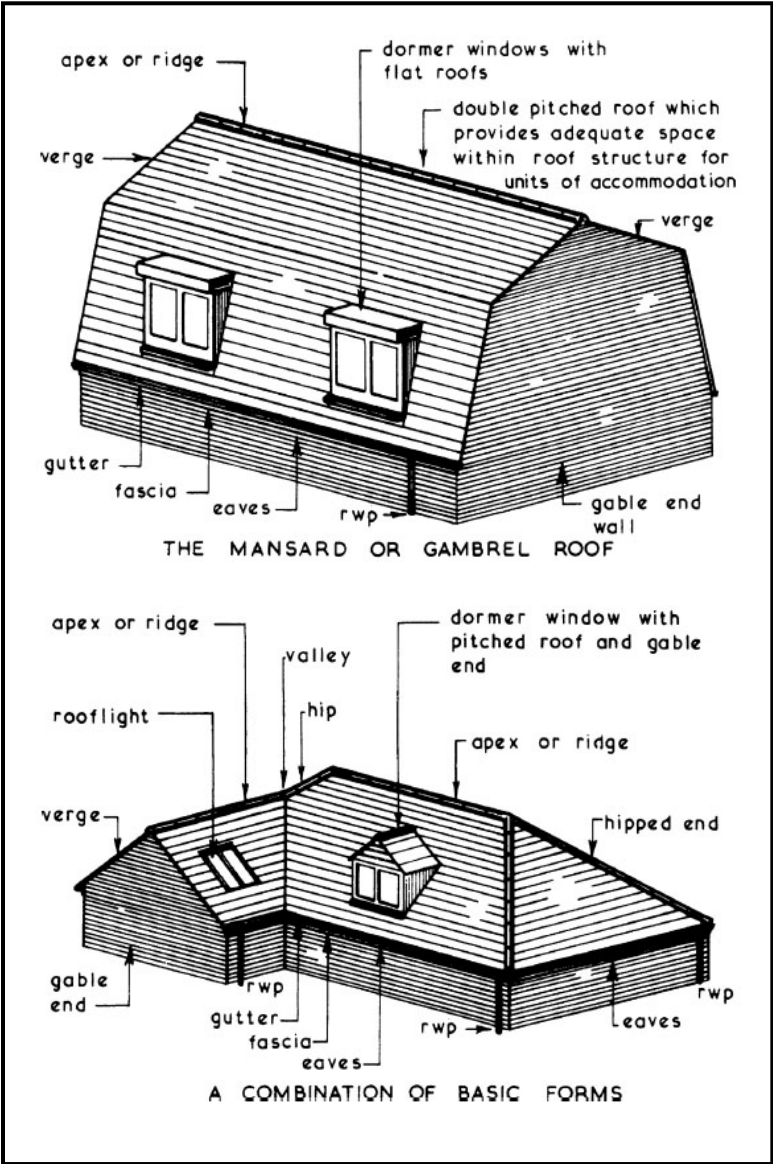 apex or ridge
dormer windows with
flat roofs
double pitched roof which
provides adequate space
within roof structure for
units of accommodation
verge
verge
gutter
fascia
eaves
rwp
gable end
wall
THE MANSARD OR GAMBREL ROOF
apex or ridge
valley
dormer window with
pitched roof and gable
end
rooflight
hip
apex or ridge
verge
hipped end
gable
end
rwp
gutter
fascia
eaves
rwp
eaves
rwp
A COMBINATION OF BASIC FORMS